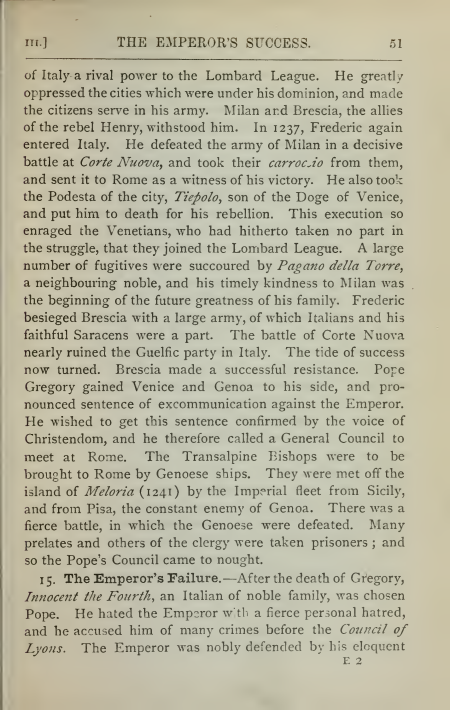 III.] THE EMPEROR'S SUCCESS. 51
of Italy a rival power to the Lombard League. He greatly
oppressed the cities which were under his dominion, and made
the citizens serve in his army. Milan and Brescia, the allies
of the rebel Henry, withstood him. In 1237, Frederic again
entered Italy. He defeated the army of Milan in a decisive
battle at Corte Nuova, and took their carroccio from them,
and sent it to Rome as a witness of his victory. He also took
the Podesta of the city, Tiepolo, son of the Doge of Venice,
and put him to death for his rebellion. This execution so
enraged the Venetians, who had hitherto taken no part in
the struggle, that they joined the Lombard League. A large
number of fugitives were succoured by Pagano della Torre,
a neighbouring noble, and his timely kindness to Milan was
the beginning of the future greatness of his family. Frederic
besieged Brescia with a large army, of which Italians and his
faithful Saracens were a part. The battle of Corte Nuova
nearly ruined the Guelfic party in Italy. The tide of success
now turned. Brescia made a successful resistance. Pope
Gregory gained Venice and Genoa to his side, and pro-
nounced sentence of excommunication against the Emperor.
He wished to get this sentence confirmed by the voice of
Christendom, and he therefore called a General Council to
meet at Rome. The Transalpine Bishops were to be
brought to Rome by Genoese ships. They were met off the
island of Meloria (1241) by the Imperial fleet from Sicily,
and from Pisa, the constant enemy of Genoa. There was a
fierce battle, in which the Genoese were defeated. Many
prelates and others of the clergy were taken prisoners ; and
so the Pope's Council came to nought.
15. The Emperor's Failure.—After the death of Gregory,
Innocent the Fourth, an Italian of noble family, was chosen
Pope. He hated the Emperor with a fierce personal hatred,
and he accused him of many crimes before the Council of
Lyons. The Emperor was nobly defended by his eloquent
E 2